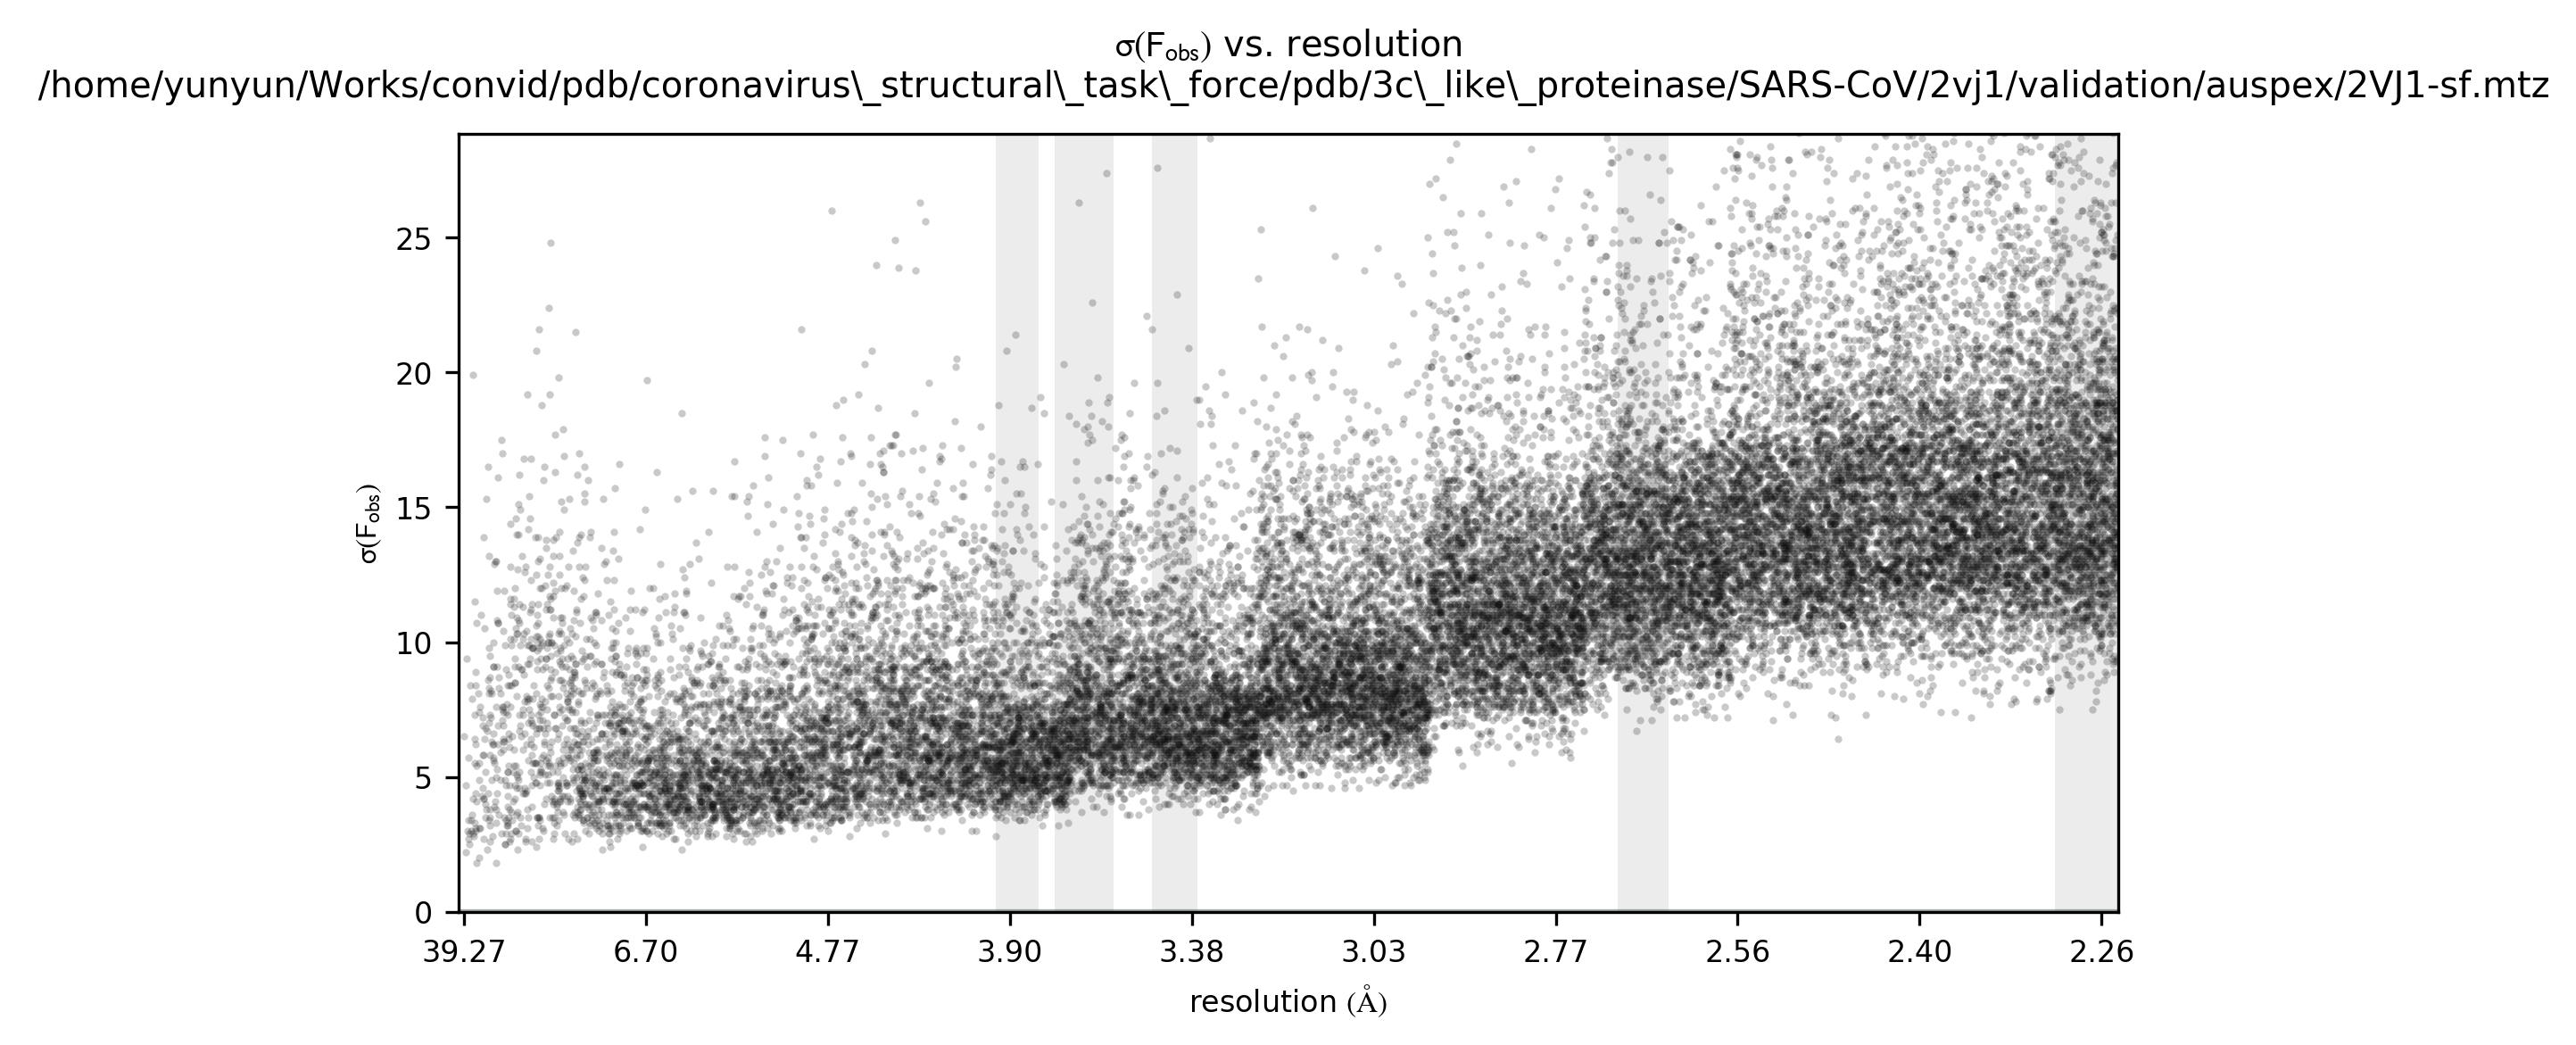 σ(Fobs) vs. resolution
/home/yunyun/Works/convid/pdb/coronavirus\_structural\_task\_force/pdb/3c\_like\_proteinase/SARS-CoV/2vj1/validation/auspex/2VJ1-sf.mtz
25
20
15
10
5
0
σ(Fobs)
39.27 6.70 4.77 3.90 3.38 3.03 2.77 2.56 2.40 2.26
resolution (Å)